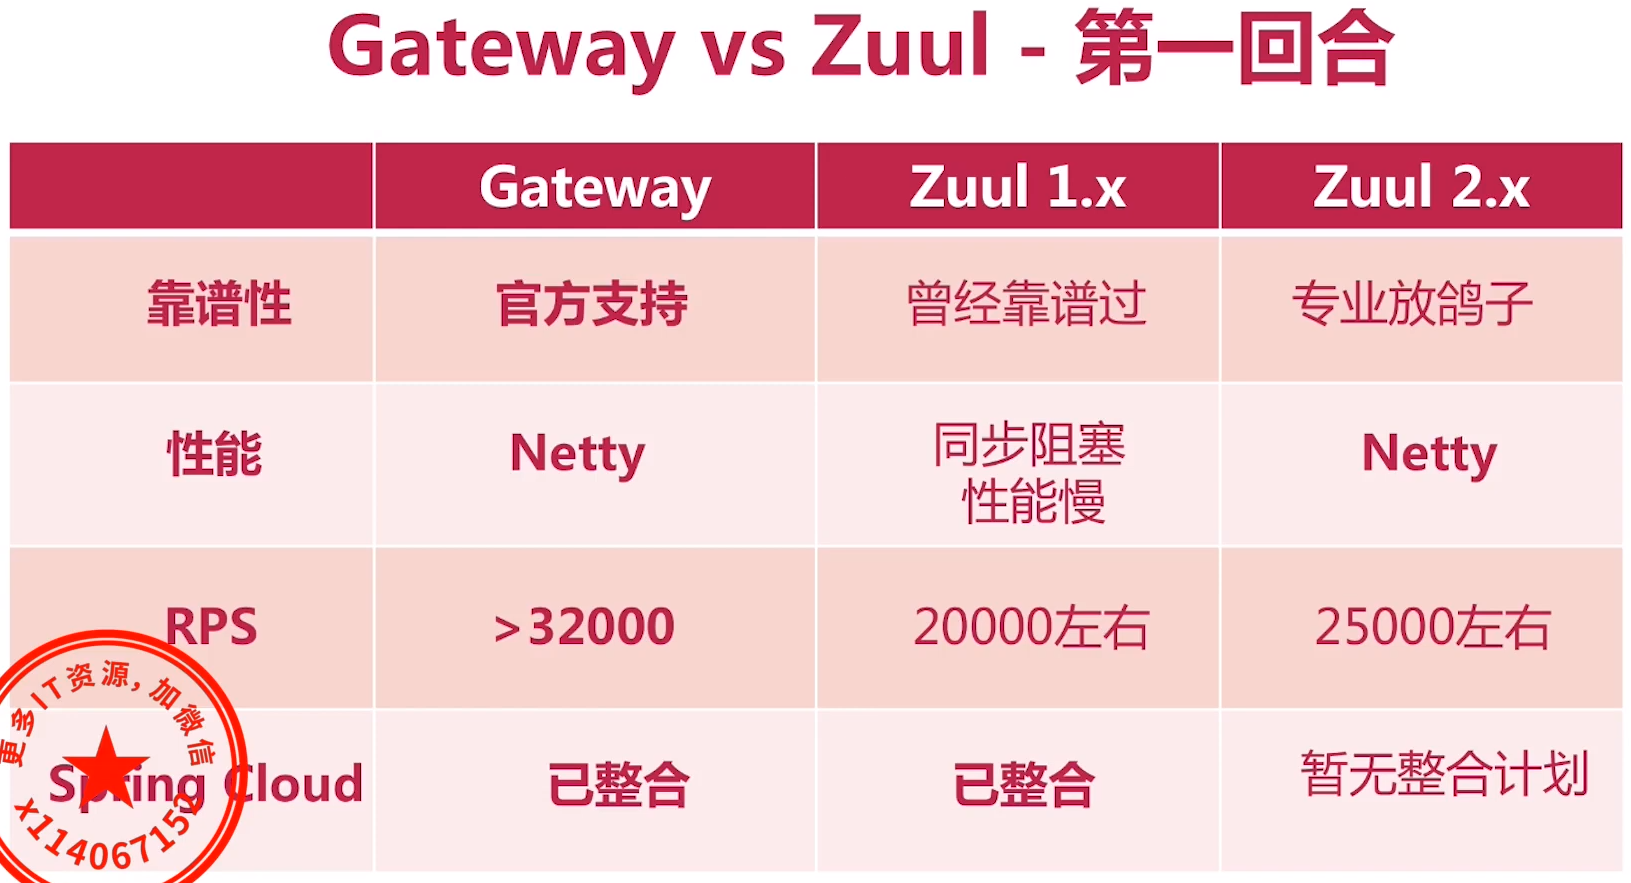 Gateway vs Zuul - 第一回合
Gateway Zuul 1.x Zuul 2.x
靠谱性 官方支持 曾经靠谱过 专业放鸽子
性能 Netty 同步阻塞 Netty
性能慢
RPS >32000 20000左右 25000左右
Spring Cloud 已整合 已整合 暂无整合计划
更多IT资源,加微信
x114067152